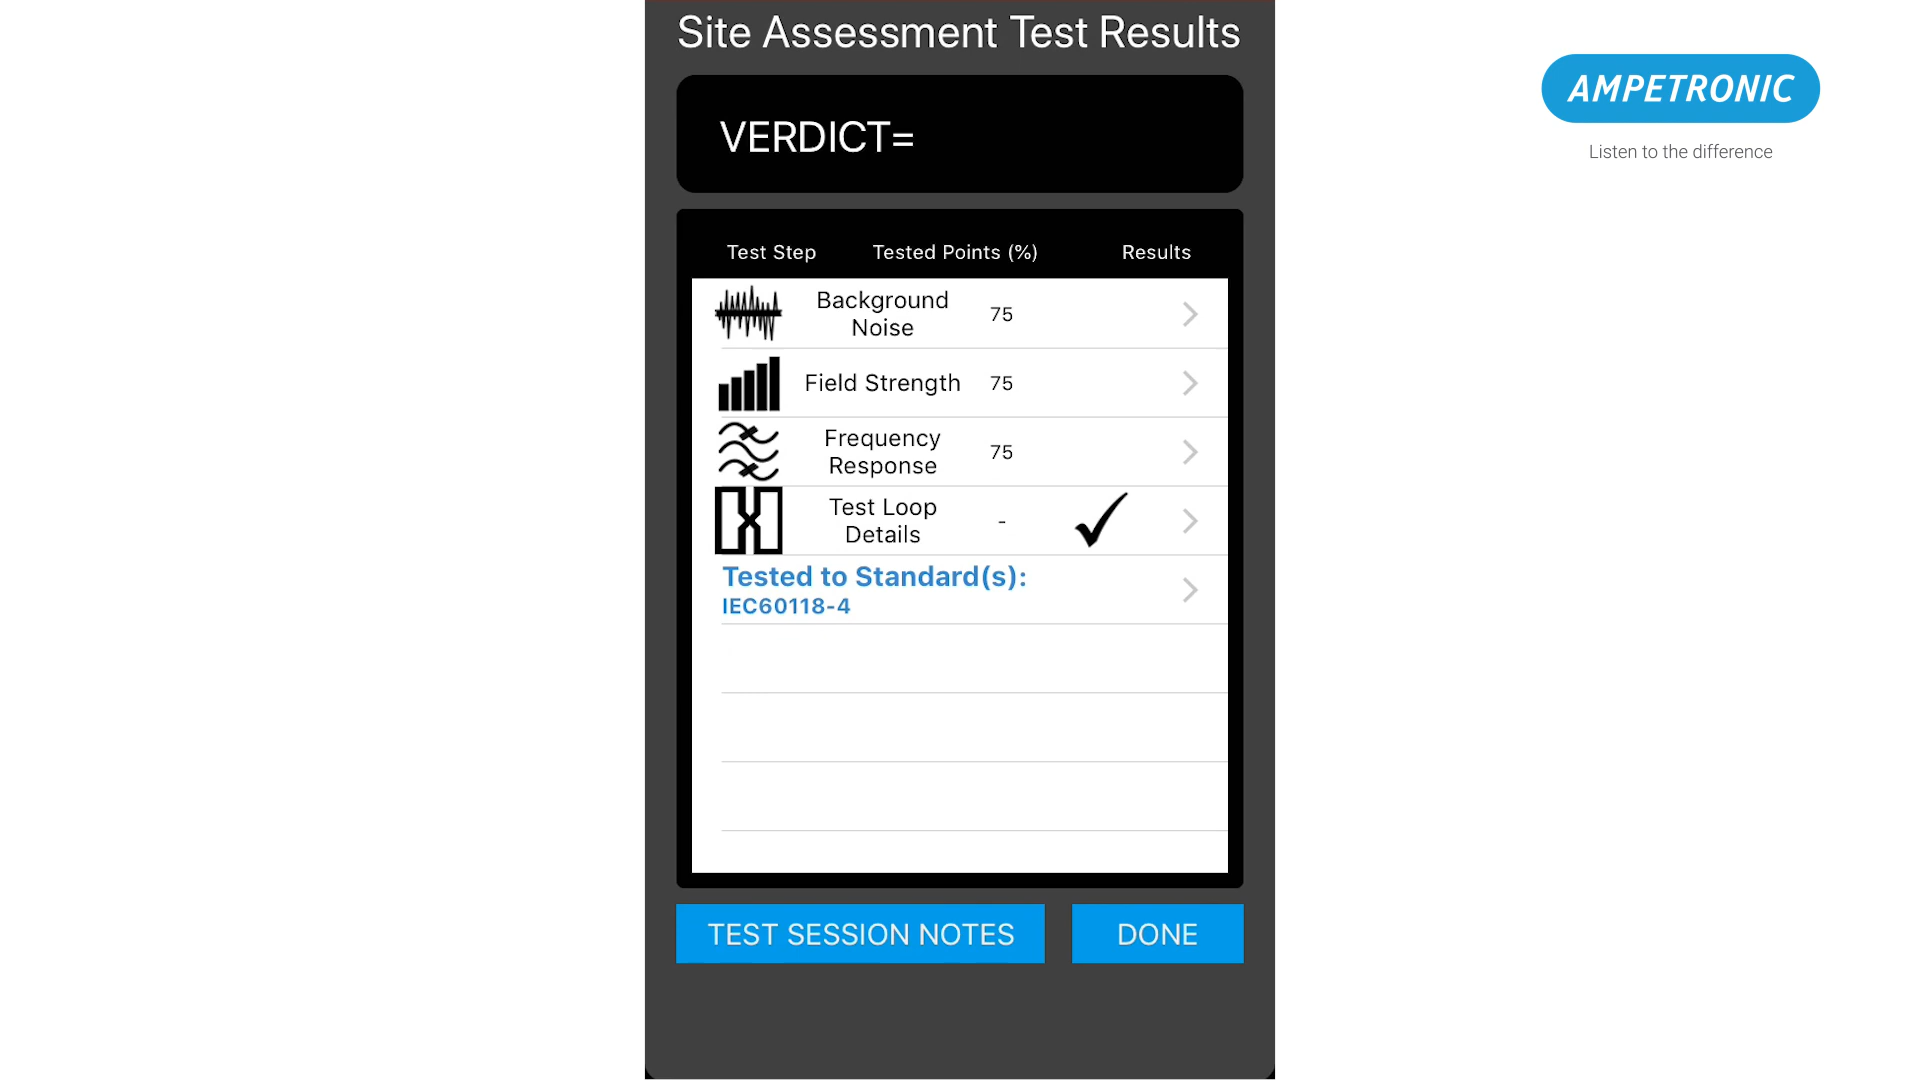 Site Assessment Test Results
AMPETRONIC
Listen to the difference
VERDICT=
Test Step Tested Points (%) Results
Background
Noise
75
Field Strength 75
Frequency
Response
75
Test Loop
Details
-
Tested to Standard(s):
IEC60118-4
TEST SESSION NOTES DONE